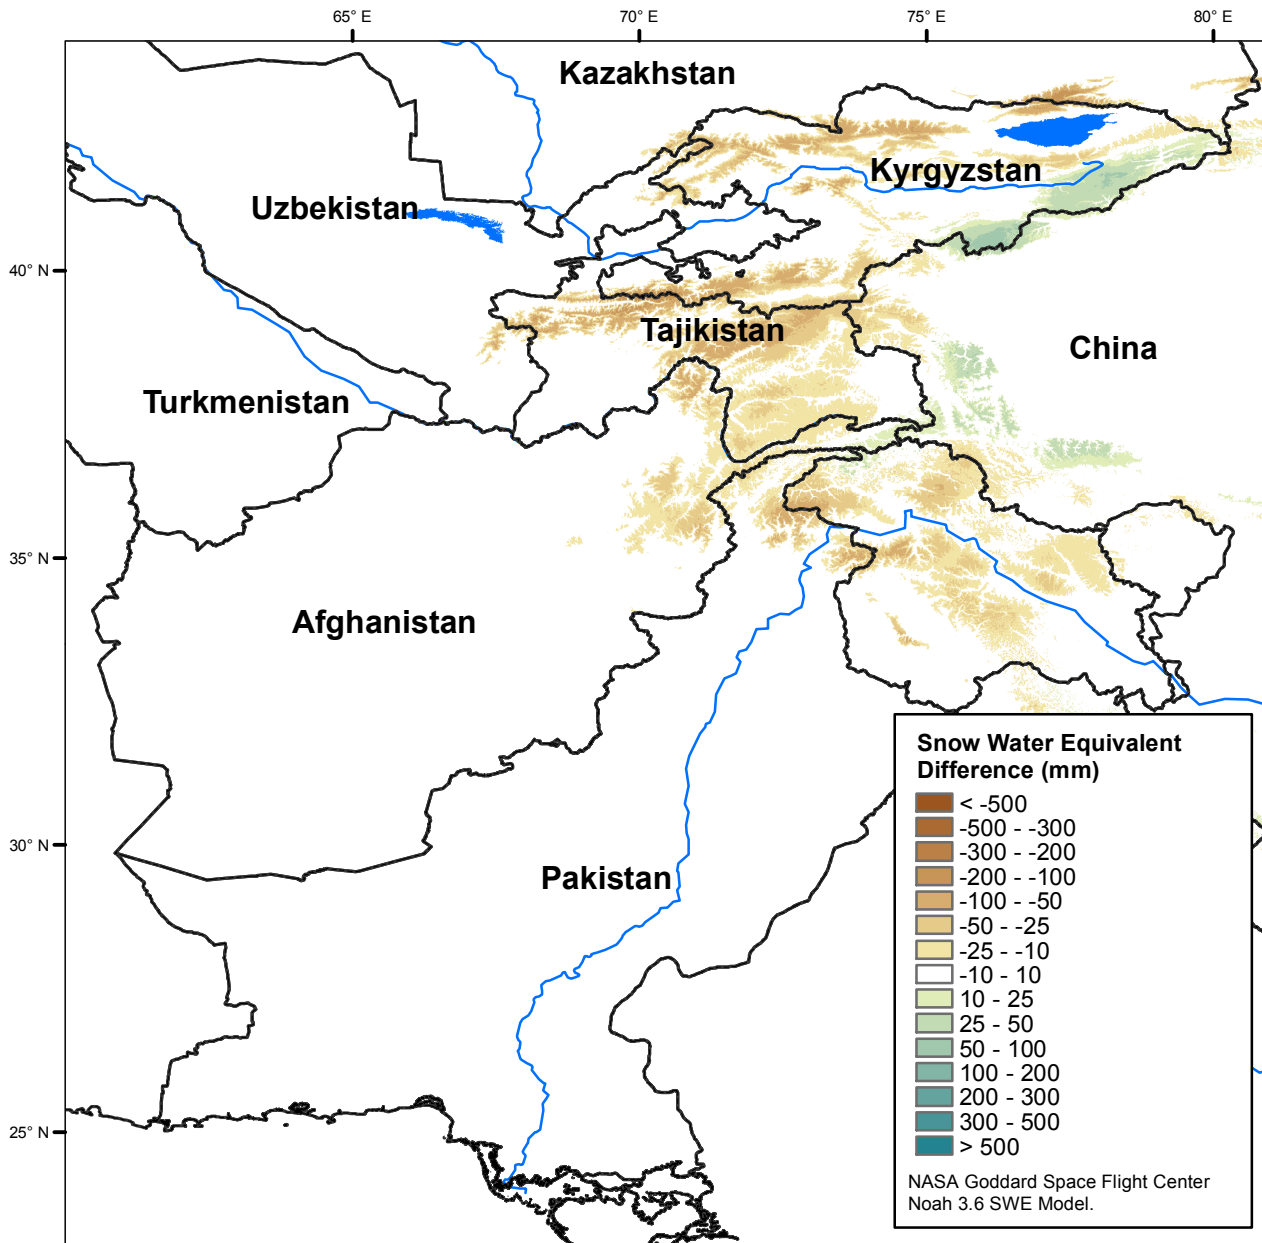 65° E
70° E
75° E
80° E
Kazakhstan
Kyrgyzstan
Uzbekistan
40° N
Tajikistan
China
Turkmenistan
35° N
Afghanistan
30° N
Pakistan
25° N
Snow Water Equivalent
Difference (mm)
< -500
-500 - -300
-300 - -200
-200 - -100
-100 - -50
-50 - -25
-25 - -10
-10 - 10
10 - 25
25 - 50
50 - 100
100 - 200
200 - 300
300 - 500
> 500
NASA Goddard Space Flight Center
Noah 3.6 SWE Model.